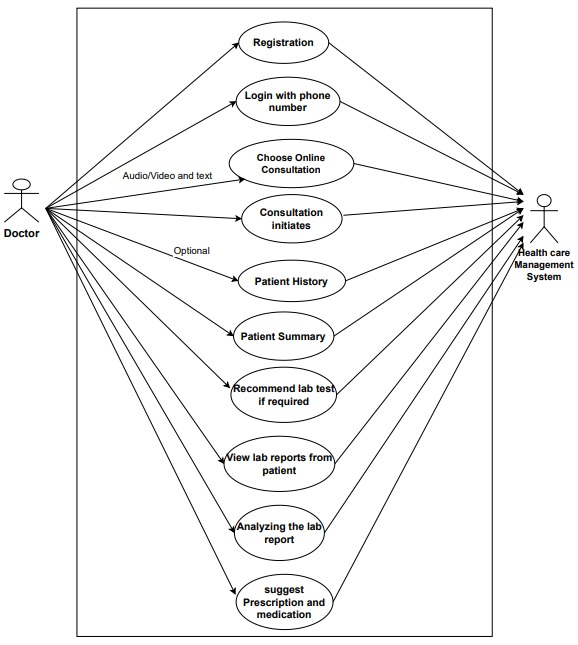 Registration
Login with phone
number
Audio/Video and text
Choose Online
Consultation
Doctor
Consultation
initiates
Optional
Health care
Management
System
Patient History
Patient Summary
Recommend lab test
if required
View lab reports from
patient
Analyzing the lab
report
suggest
Prescription and
medication